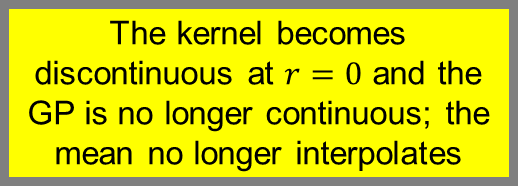 The kernel becomes
discontinuous at 𝑟 = 0 and the
GP is no longer continuous; the
mean no longer interpolates